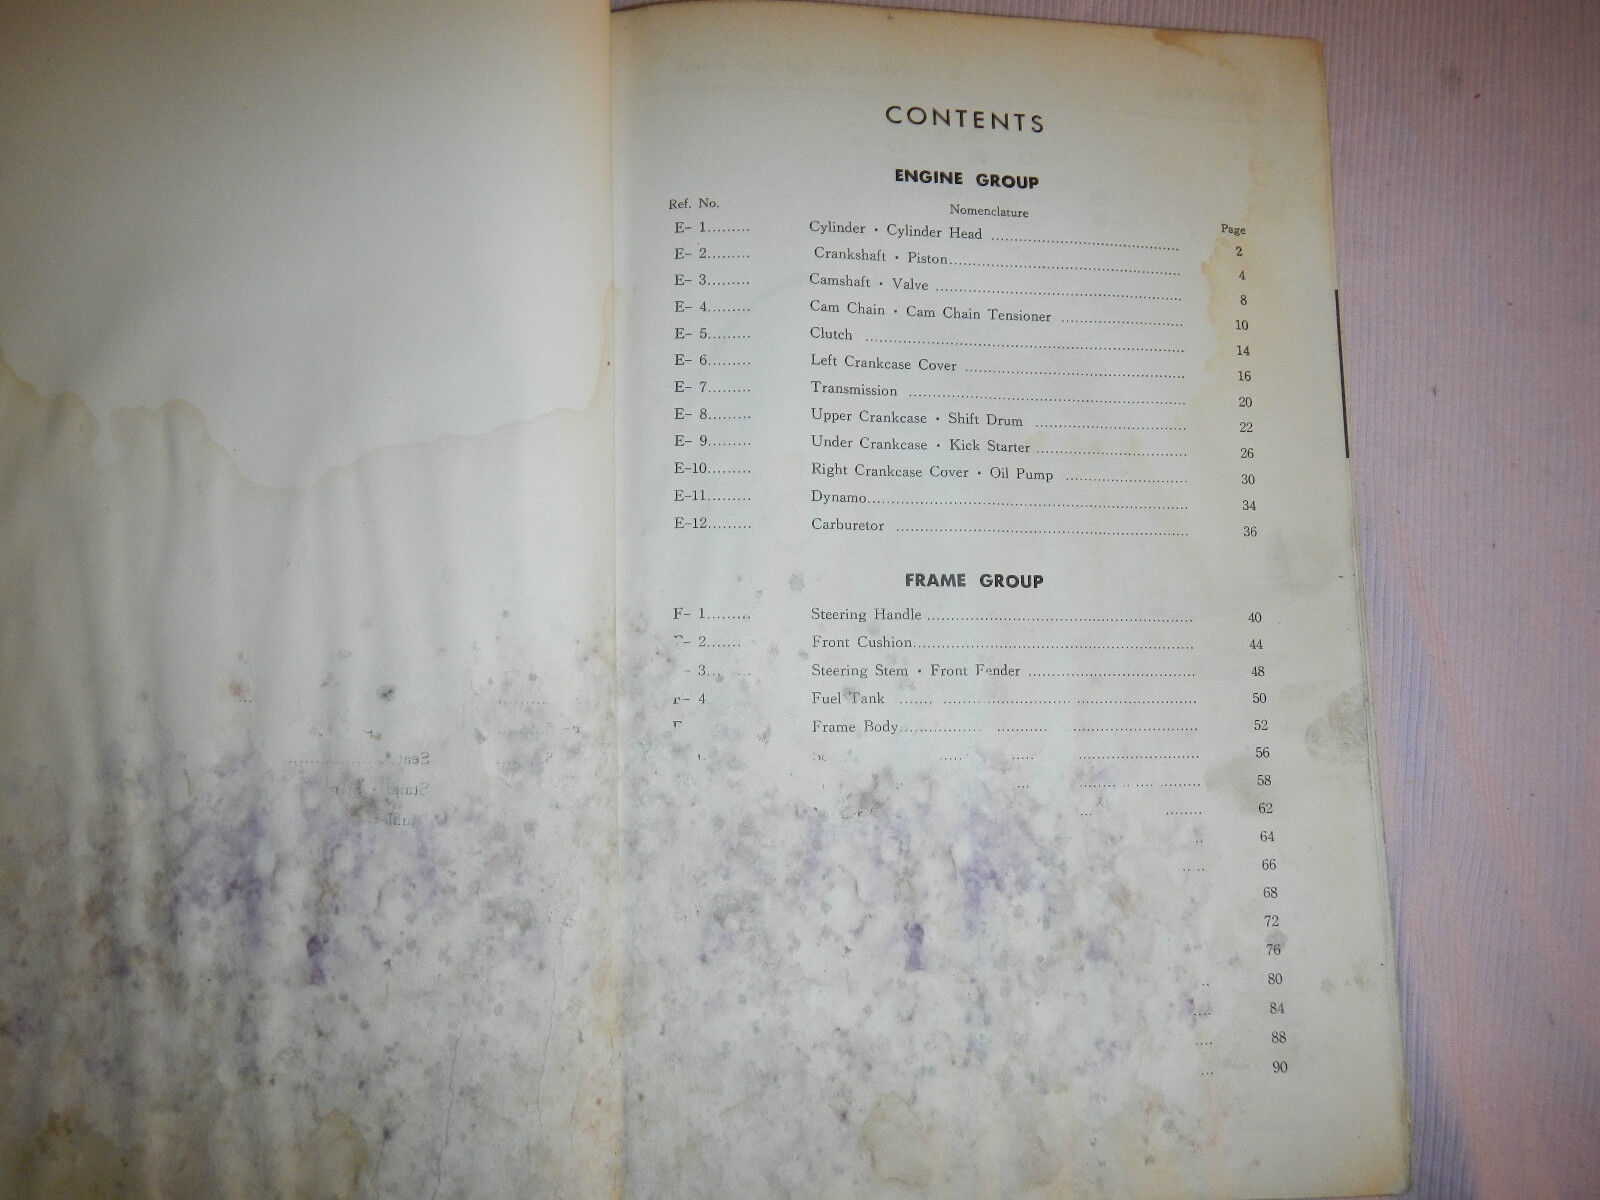 CONTENTS
ENGINE GROUP
Ref. No. Nomenclature Page
E- 1......... Cylinder • Cylinder Head ........ 2
E- 2......... Crankshaft • Piston........ 4
E- 3......... Camshaft • Valve ........ 8
E- 4......... Cam Chain • Cam Chain Tensioner ........ 10
E- 5......... Clutch ........ 14
E- 6......... Left Crankcase Cover ........ 16
E- 7......... Transmission ........ 20
E- 8......... Upper Crankcase • Shift Drum ........ 22
E- 9......... Under Crankcase • Kick Starter ........ 26
E-10......... Right Crankcase Cover • Oil Pump ........ 30
E-11......... Dynamo........ 34
E-12......... Carburetor ........ 36
FRAME GROUP
F- 1......... Steering Handle ........ 40
- 2....... Front Cushion........ 44
- 3... Steering Stem • Front Fender ........ 48
- 4 Fuel Tank ........ 50
Frame Body........ 52
56
58
62
64
66
68
72
76
80
84
88
90